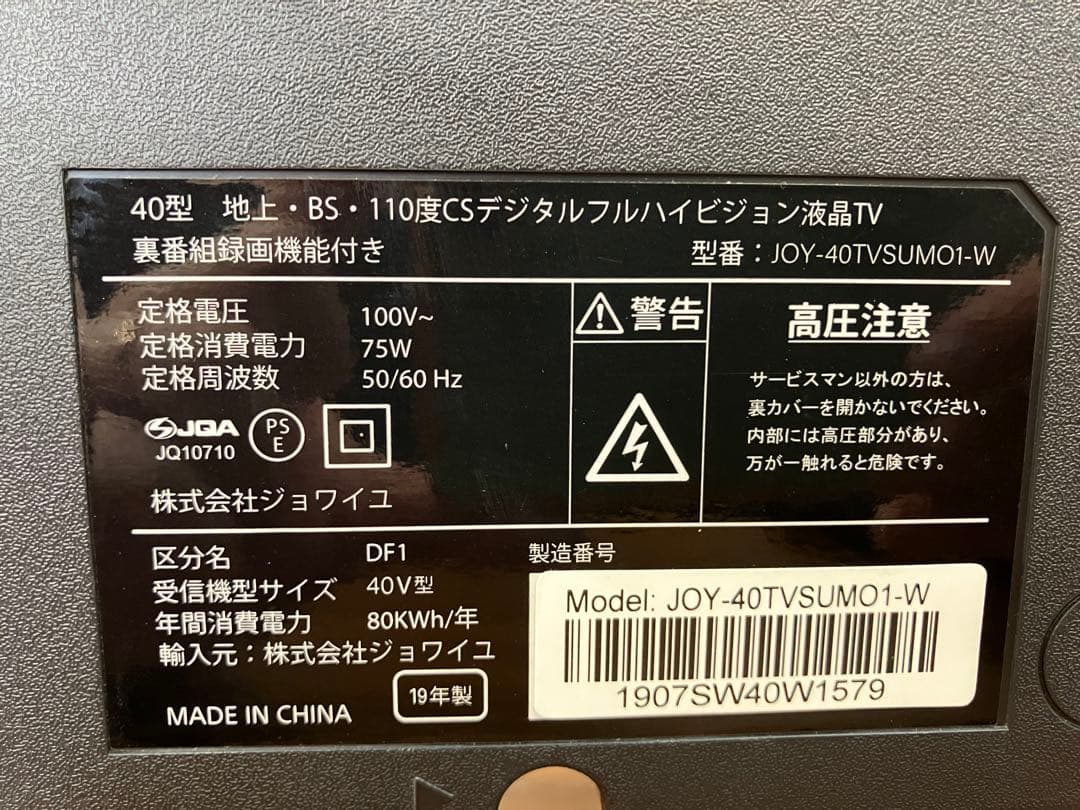 40型 地上・BS・110度CSデジタルフルハイビジョン液晶TV
裏番組録画機能付き
型番：JOY-40TVSUMO1-W
定格電圧 100V~
定格消費電力 75W
定格周波数 50/60 Hz
JQA
JQ10710
PS
E
株式会社ジョワイユ
警告
高圧注意
サービスマン以外の方は、
裏カバーを開かないでください。
内部には高圧部分があり、
万が一触れると危険です。
区分名 DF1
受信機型サイズ 40V型
年間消費電力 80KWh/年
輸入元：株式会社ジョワイユ
MADE IN CHINA
19年製
製造番号
Model: JOY-40TVSUMO1-W
1907SW40W1579